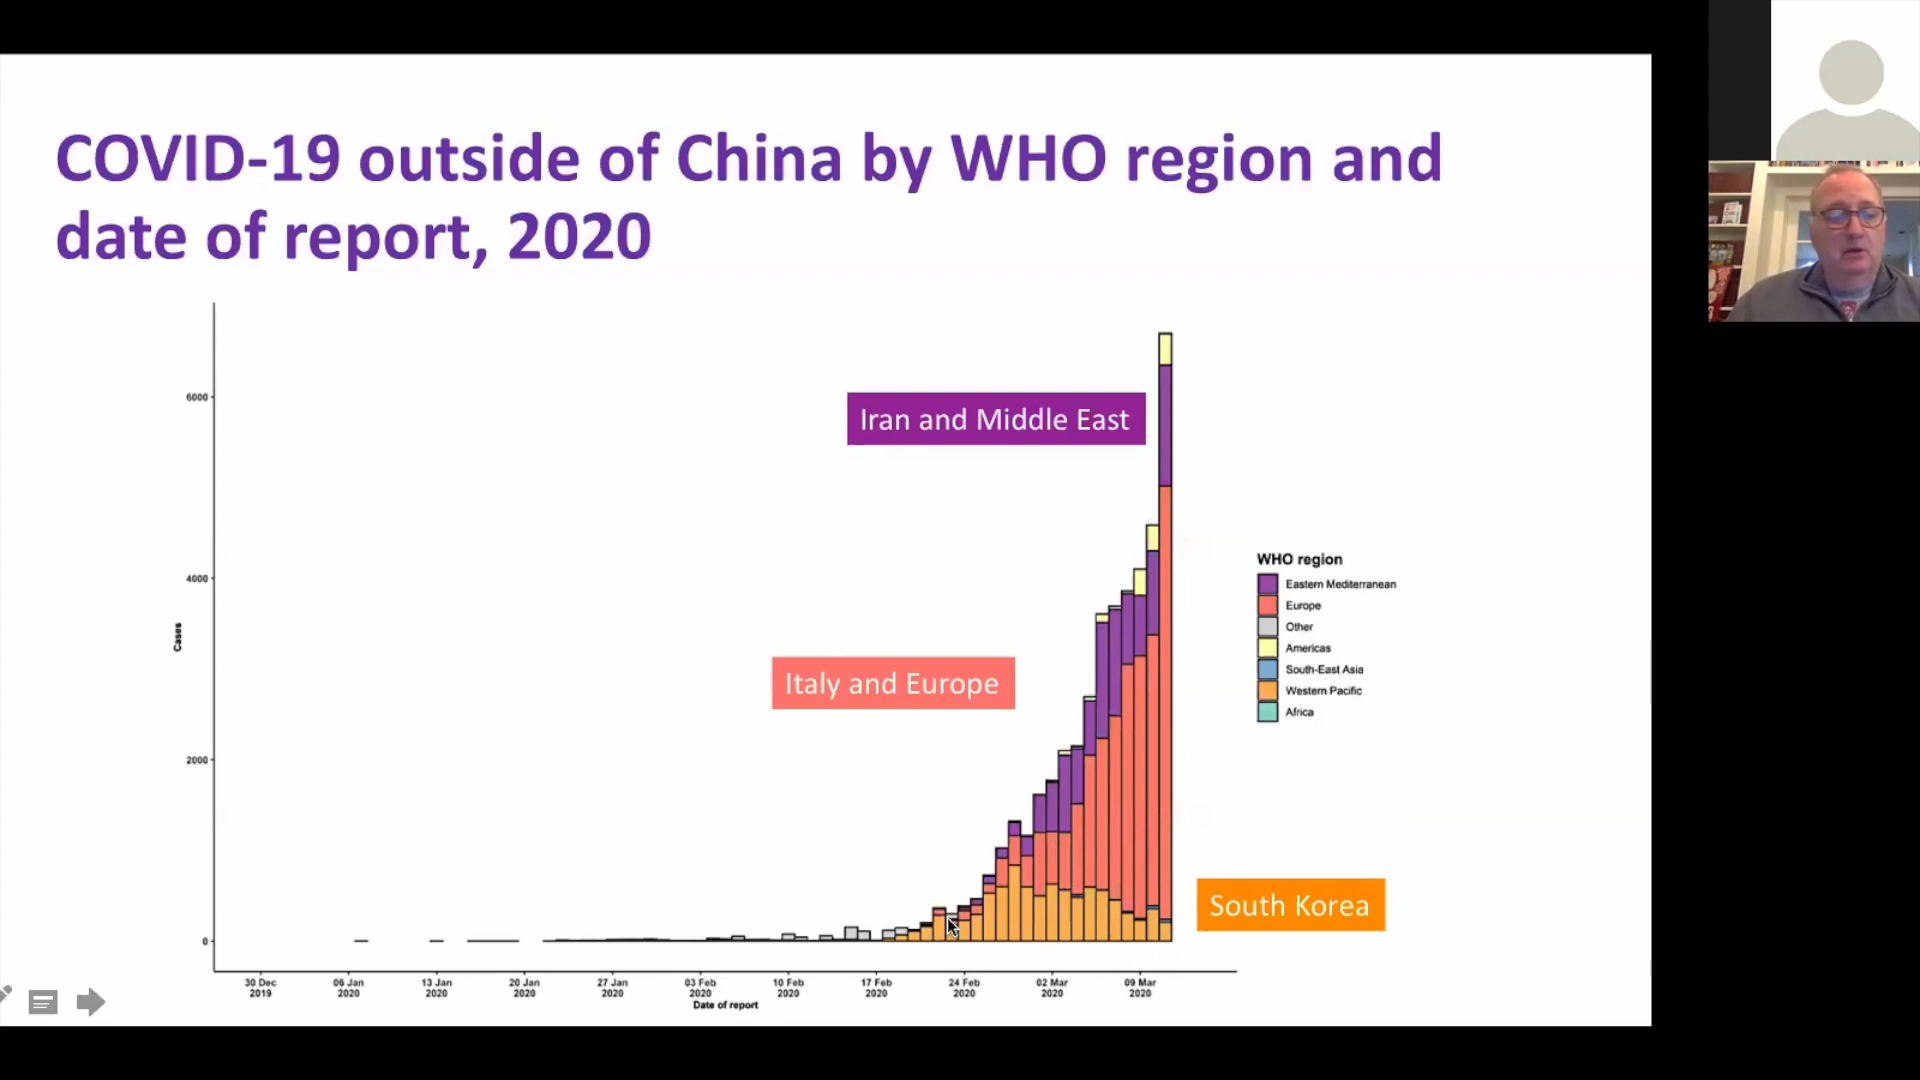 COVID-19 outside of China by WHO region and
date of report, 2020
6000
4000
2000
0
Cases
Iran and Middle East
Italy and Europe
South Korea
WHO region
Eastern Mediterranean
Europe
Other
Americas
South-East Asia
Western Pacific
Africa
30 Dec 06 Jan 13 Jan 20 Jan 27 Jan 03 Feb 10 Feb 17 Feb 24 Feb 02 Mar 09 Mar
2019 2020 2020 2020 2020 2020 2020 2020 2020 2020 2020
Date of report